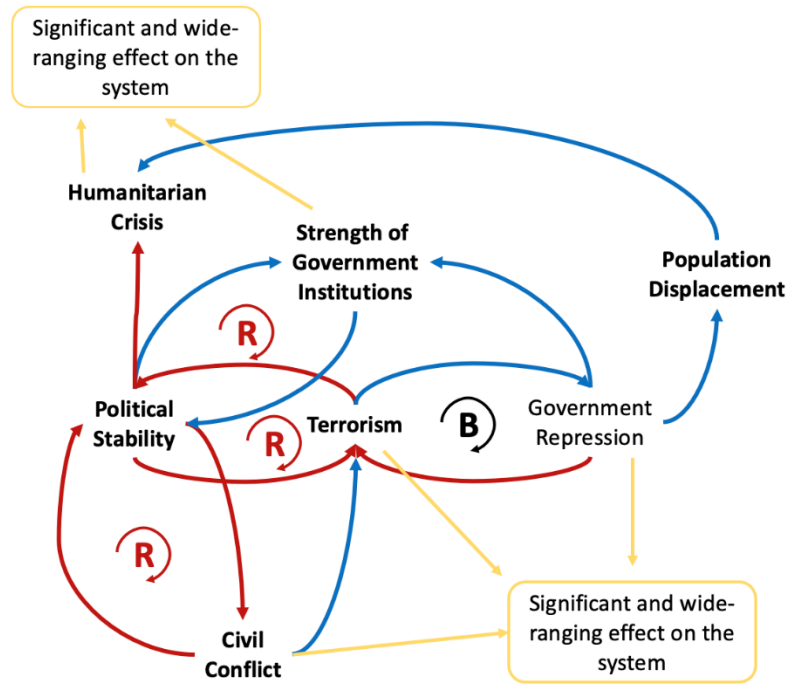 Significant and wide-
ranging effect on the
system
Humanitarian
Crisis
Strength of
Government
Institutions
Population
Displacement
R
Political
Stability
R
Terrorism
B
Government
Repression
R
Civil
Conflict
Significant and wide-
ranging effect on the
system